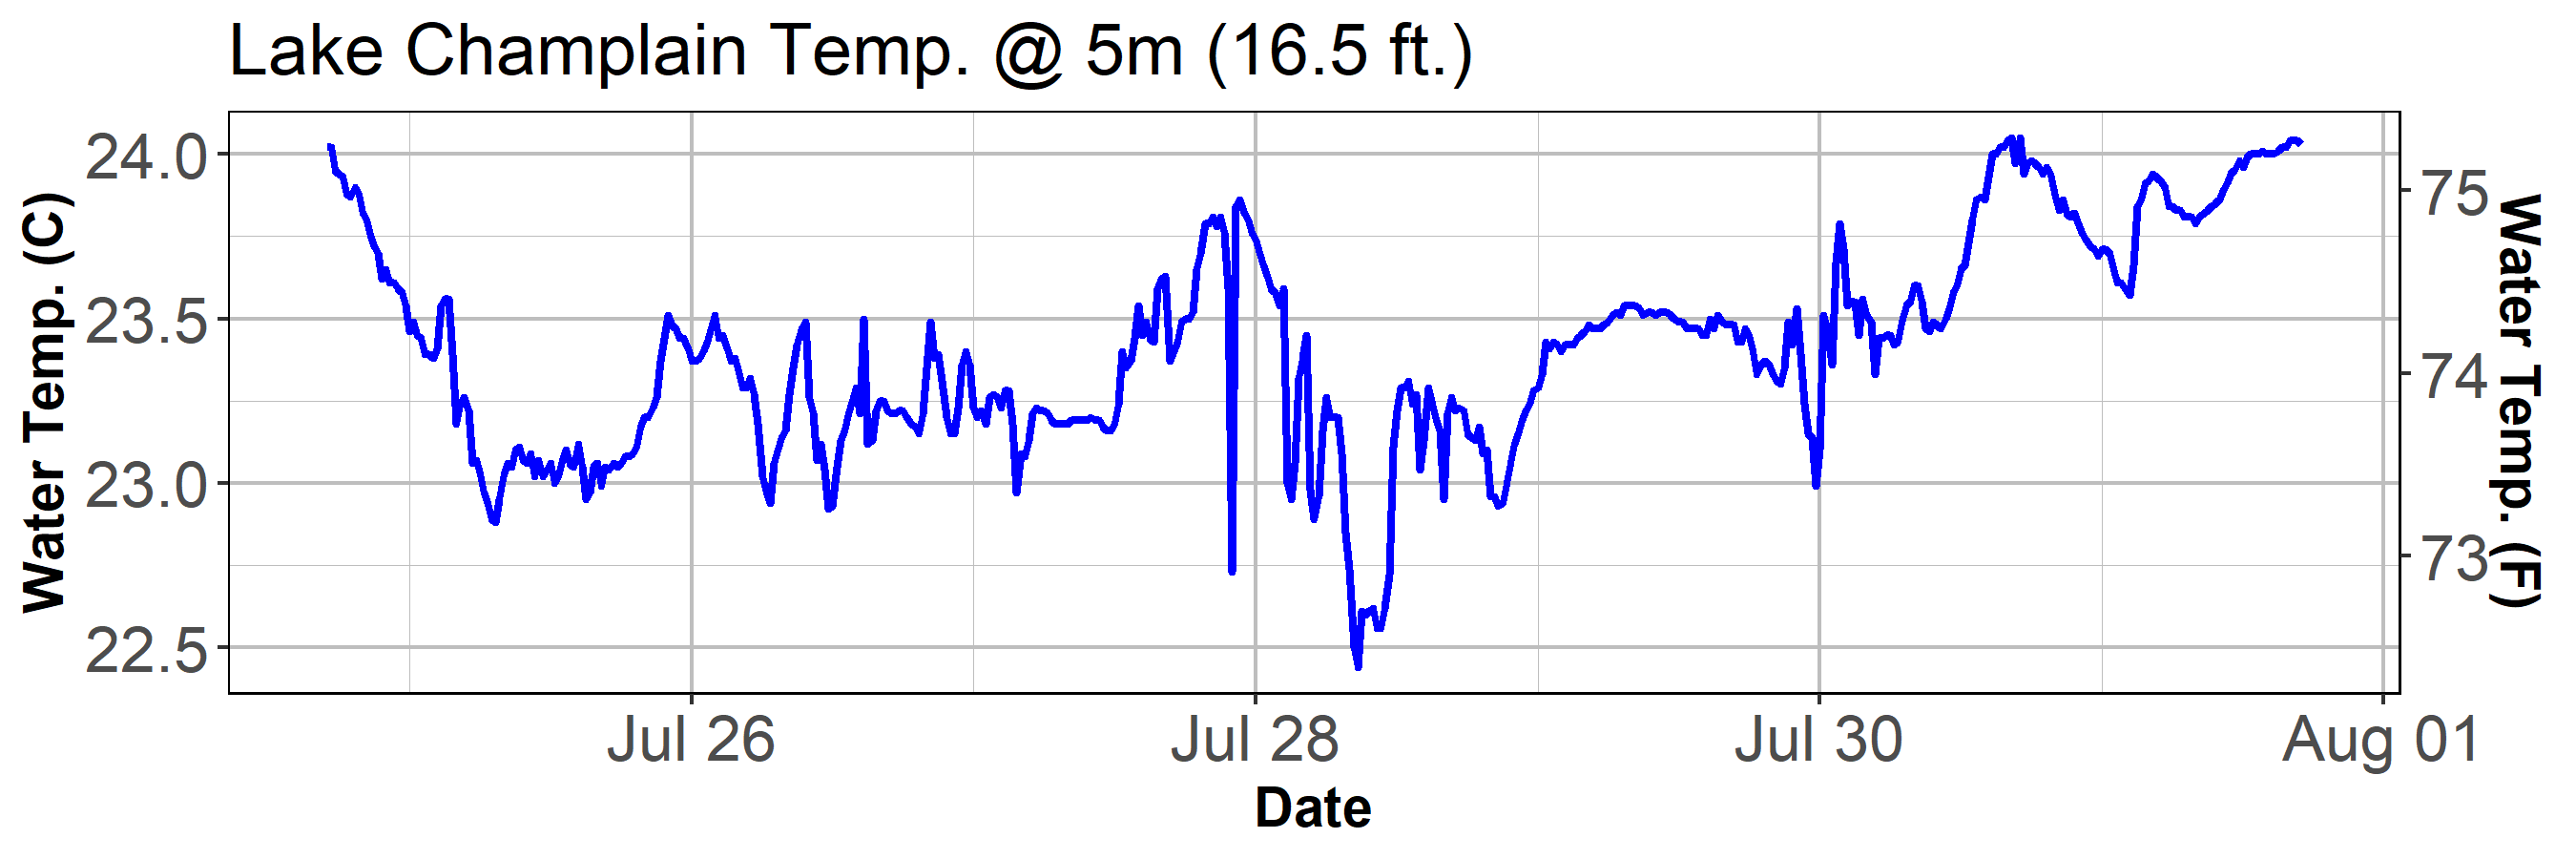 Lake Champlain Temp. @ 5m (16.5 ft.)
Water Temp. (C)
24.0
23.5
23.0
22.5
75
74
73
Water Temp. (F)
Jul 26
Jul 28
Jul 30
Aug 01
Date